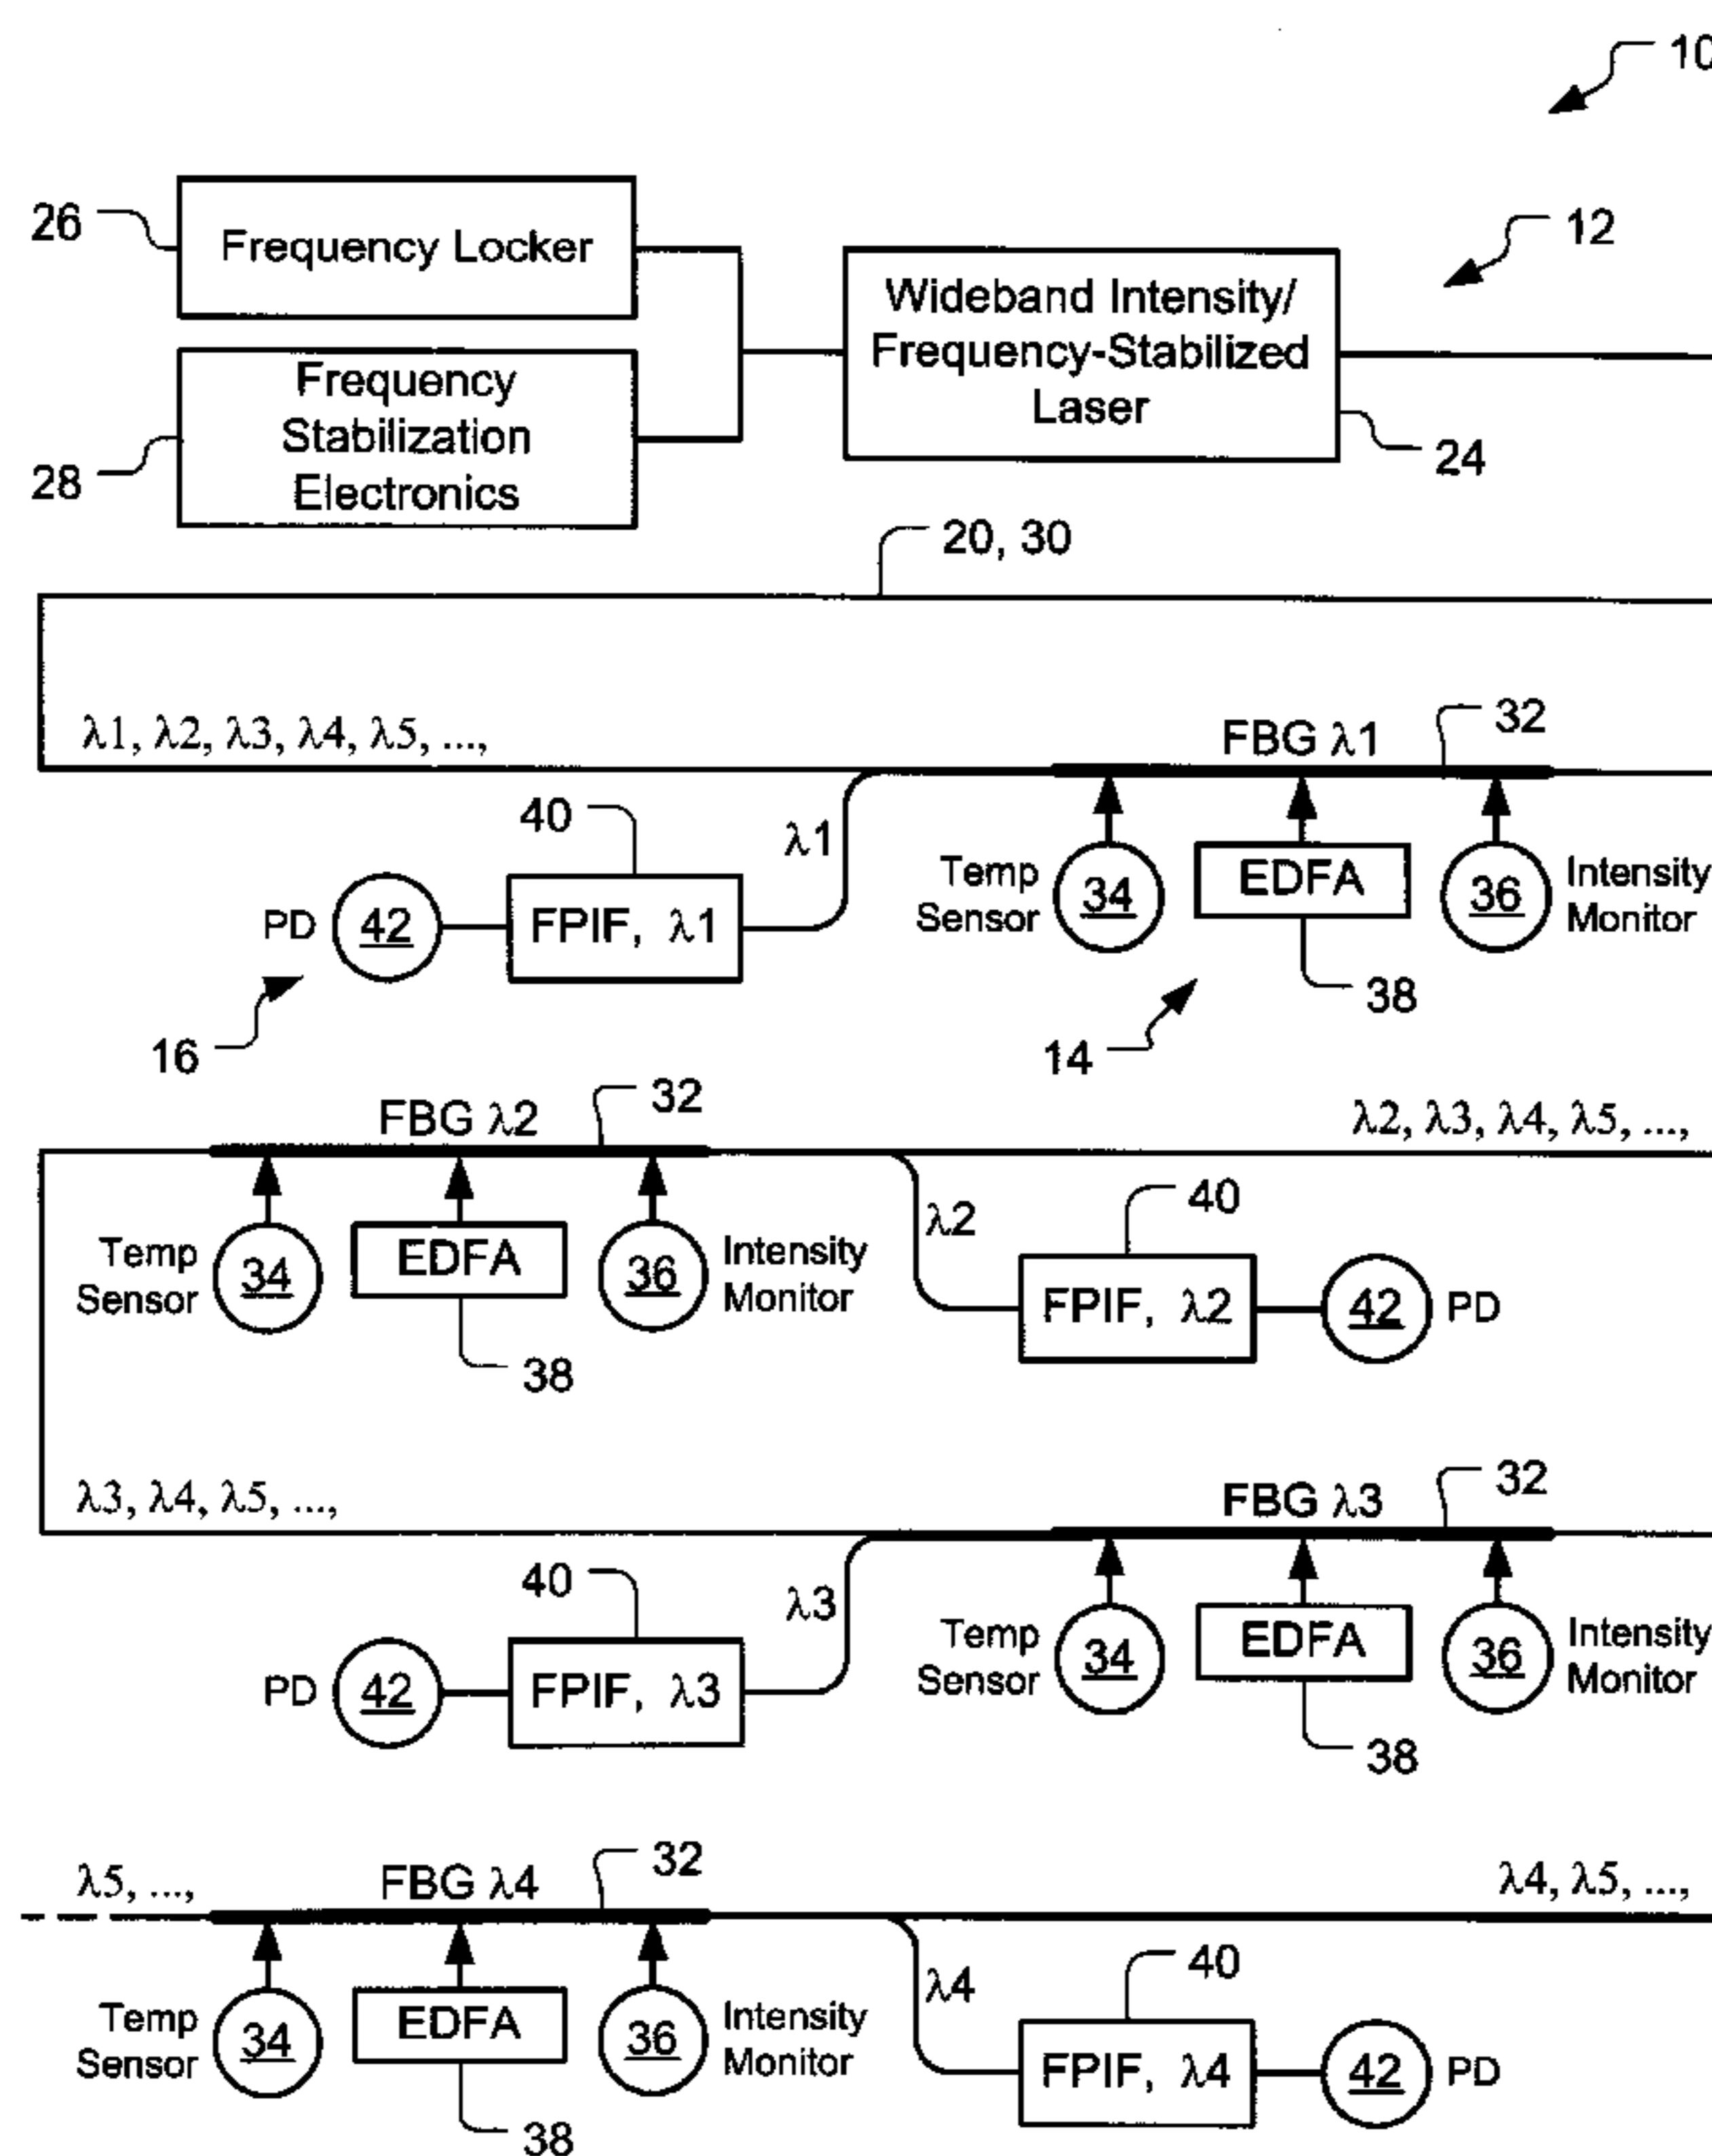 10
26
Frequency Locker
12
Wideband Intensity/
Frequency-Stabilized
Laser
28
Frequency
Stabilization
Electronics
24
20, 30
λ1, λ2, λ3, λ4, λ5, ...,
FBG λ1
32
40
λ1
PD
42
FPIF, λ1
Temp
Sensor
34
EDFA
36
Intensity
Monitor
38
16
14
FBG λ2
32
λ2, λ3, λ4, λ5, ...,
Temp
Sensor
34
EDFA
36
Intensity
Monitor
λ2
40
FPIF, λ2
42
PD
38
λ3, λ4, λ5, ...,
FBG λ3
32
40
λ3
PD
42
FPIF, λ3
Temp
Sensor
34
EDFA
36
Intensity
Monitor
38
λ5, ...,
FBG λ4
32
λ4, λ5, ...,
Temp
Sensor
34
EDFA
36
Intensity
Monitor
λ4
40
FPIF, λ4
42
PD
38